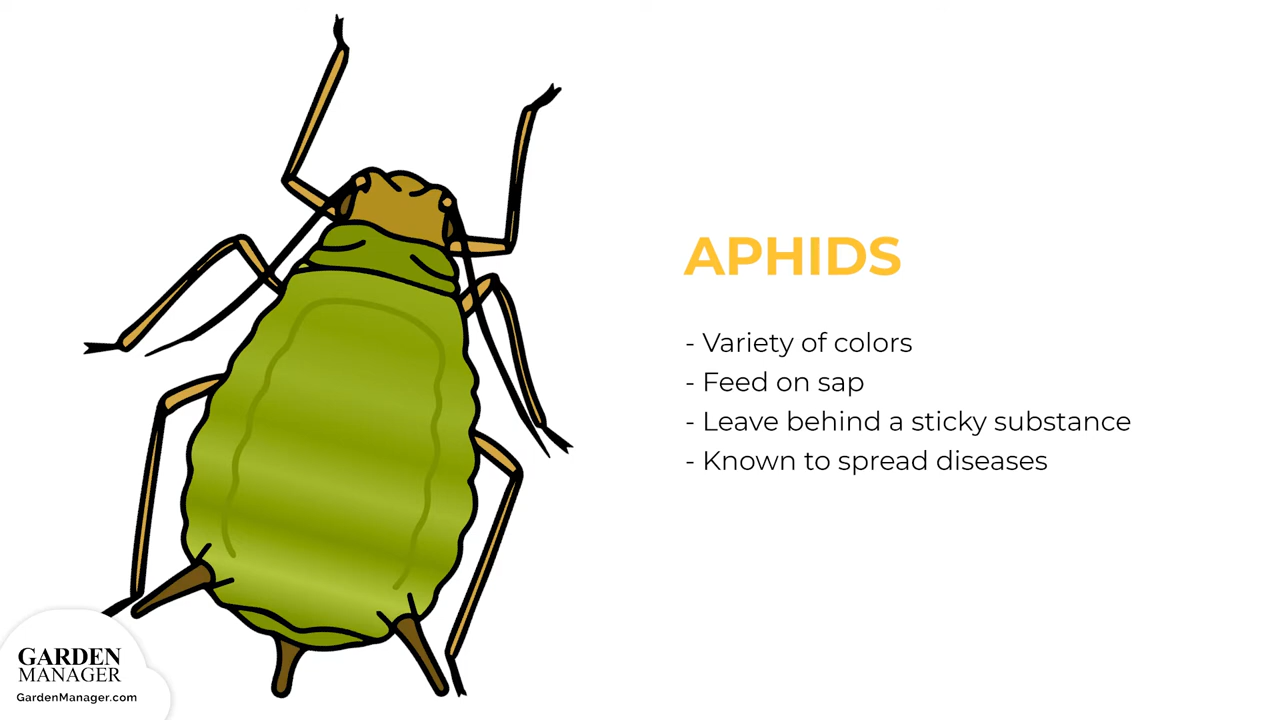 APHIDS
- Variety of colors
- Feed on sap
- Leave behind a sticky substance
- Known to spread diseases
GARDEN
MANAGER
GardenManager.com